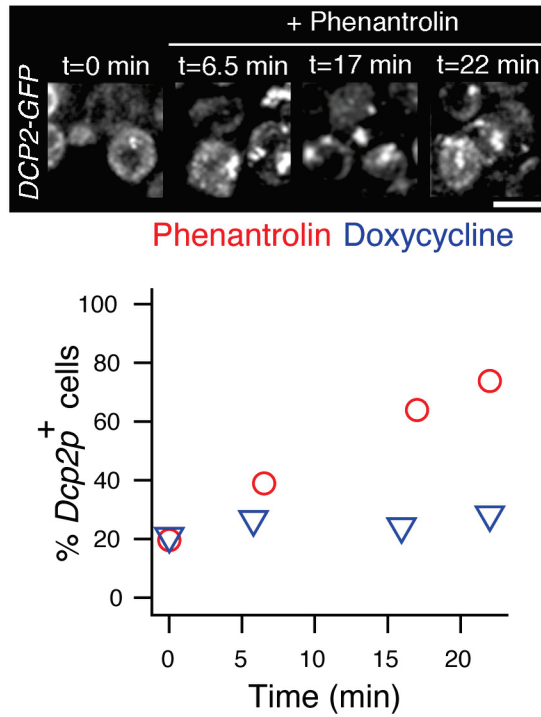 + Phenantrolin
t=0 min t=6.5 min t=17 min t=22 min
DCP2-GFP
Phenantrolin Doxycycline
% Dcp2p+ cells
100
80
60
40
20
0
0 5 10 15 20
Time (min)